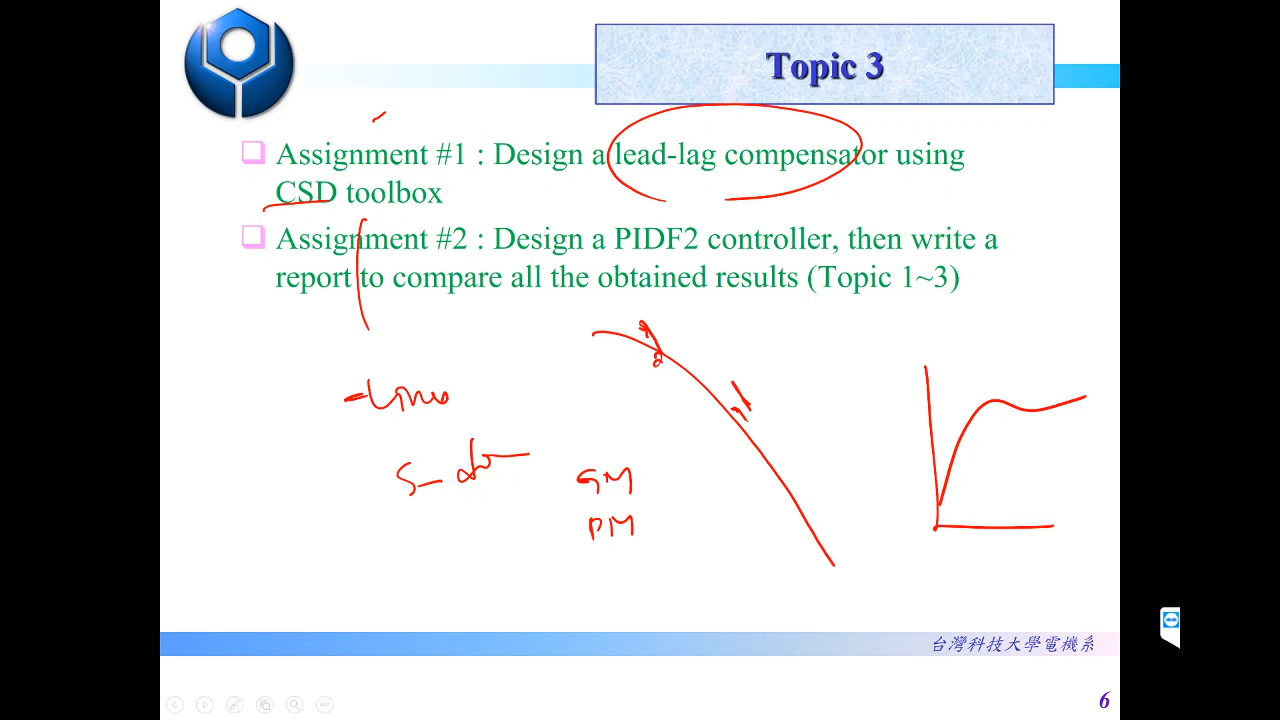 Topic 3
Assignment #1 : Design a lead-lag compensator using
CSD toolbox
Assignment #2 : Design a PIDF2 controller, then write a
report to compare all the obtained results (Topic 1~3)
GM
PM
台灣科技大學電機系
6